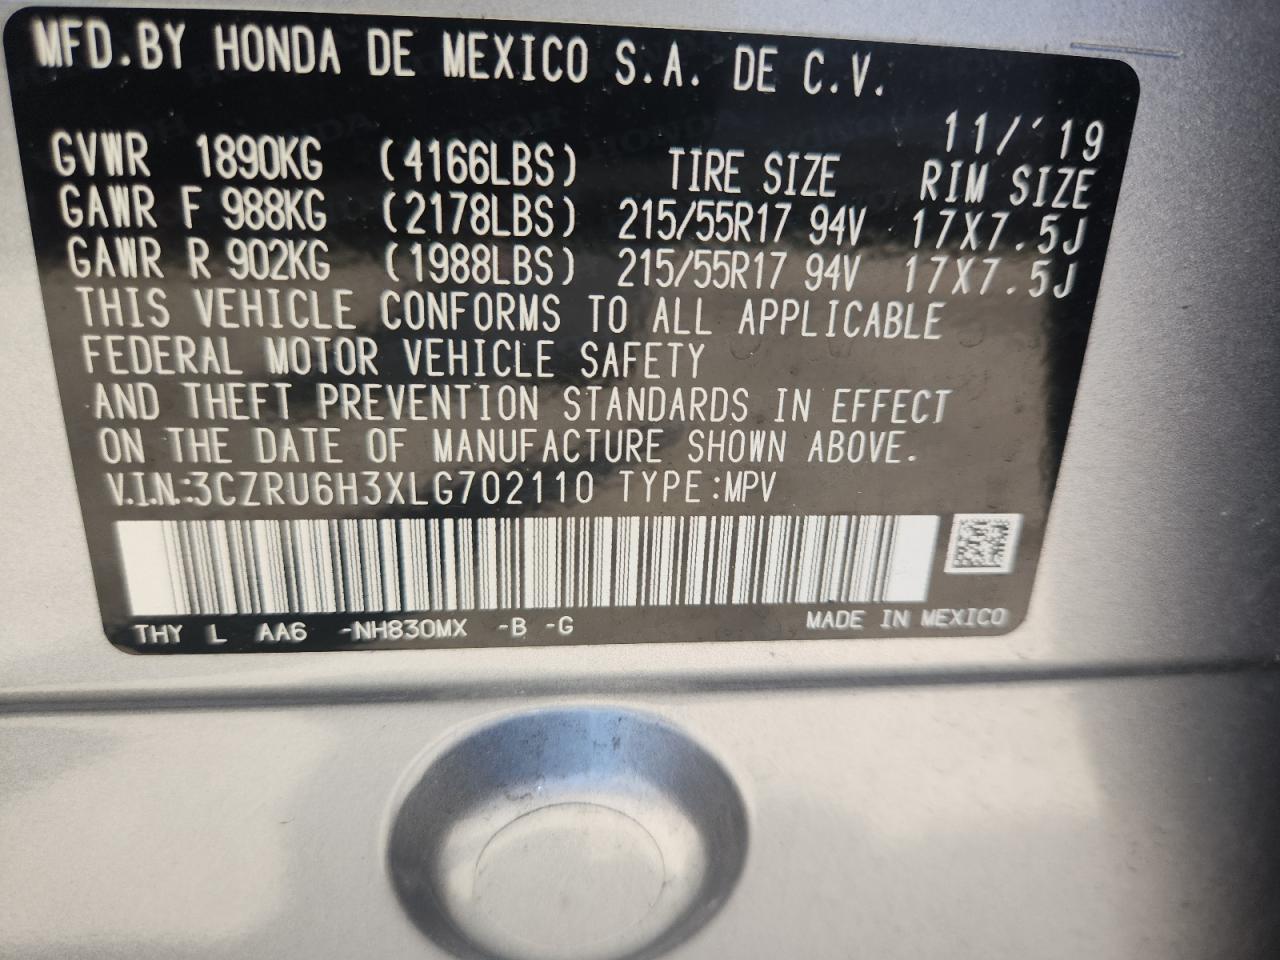 MFD.BY HONDA DE MEXICO S.A. DE C.V.
11/'19
GVWR 1890KG (4166LBS) TIRE SIZE RIM SIZE
GAWR F 988KG (2178LBS) 215/55R17 94V 17X7.5J
GAWR R 902KG (1988LBS) 215/55R17 94V 17X7.5J
THIS VEHICLE CONFORMS TO ALL APPLICABLE
FEDERAL MOTOR VEHICLE SAFETY
AND THEFT PREVENTION STANDARDS IN EFFECT
ON THE DATE OF MANUFACTURE SHOWN ABOVE.
V.I.N.:3CZRU6H3XLG702110 TYPE:MPV
THY L AA6 -NH830MX -B -G MADE IN MEXICO